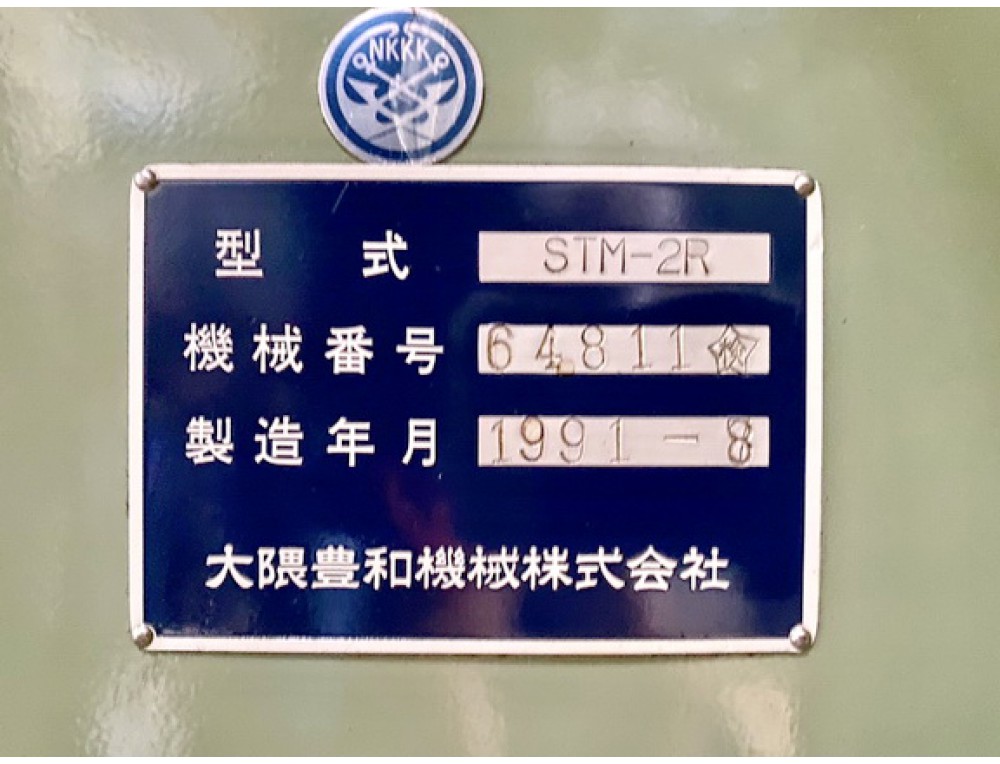 NKKK
型式 STM-2R
機械番号 64811 検
製造年月 1991-8
大隈豊和機械株式会社